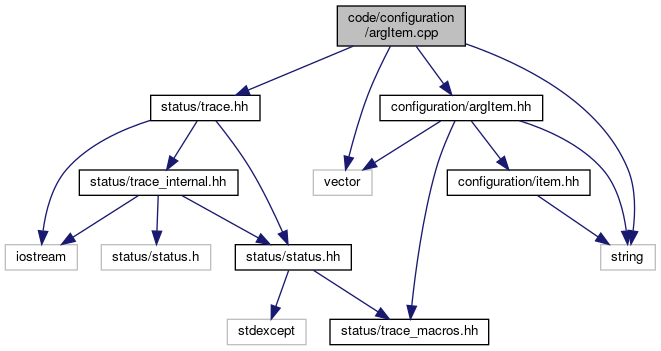 code/configuration
/argItem.cpp
status/trace.hh
configuration/argItem.hh
status/trace_internal.hh
vector
configuration/item.hh
iostream
status/status.h
status/status.hh
string
stdexcept
status/trace_macros.hh